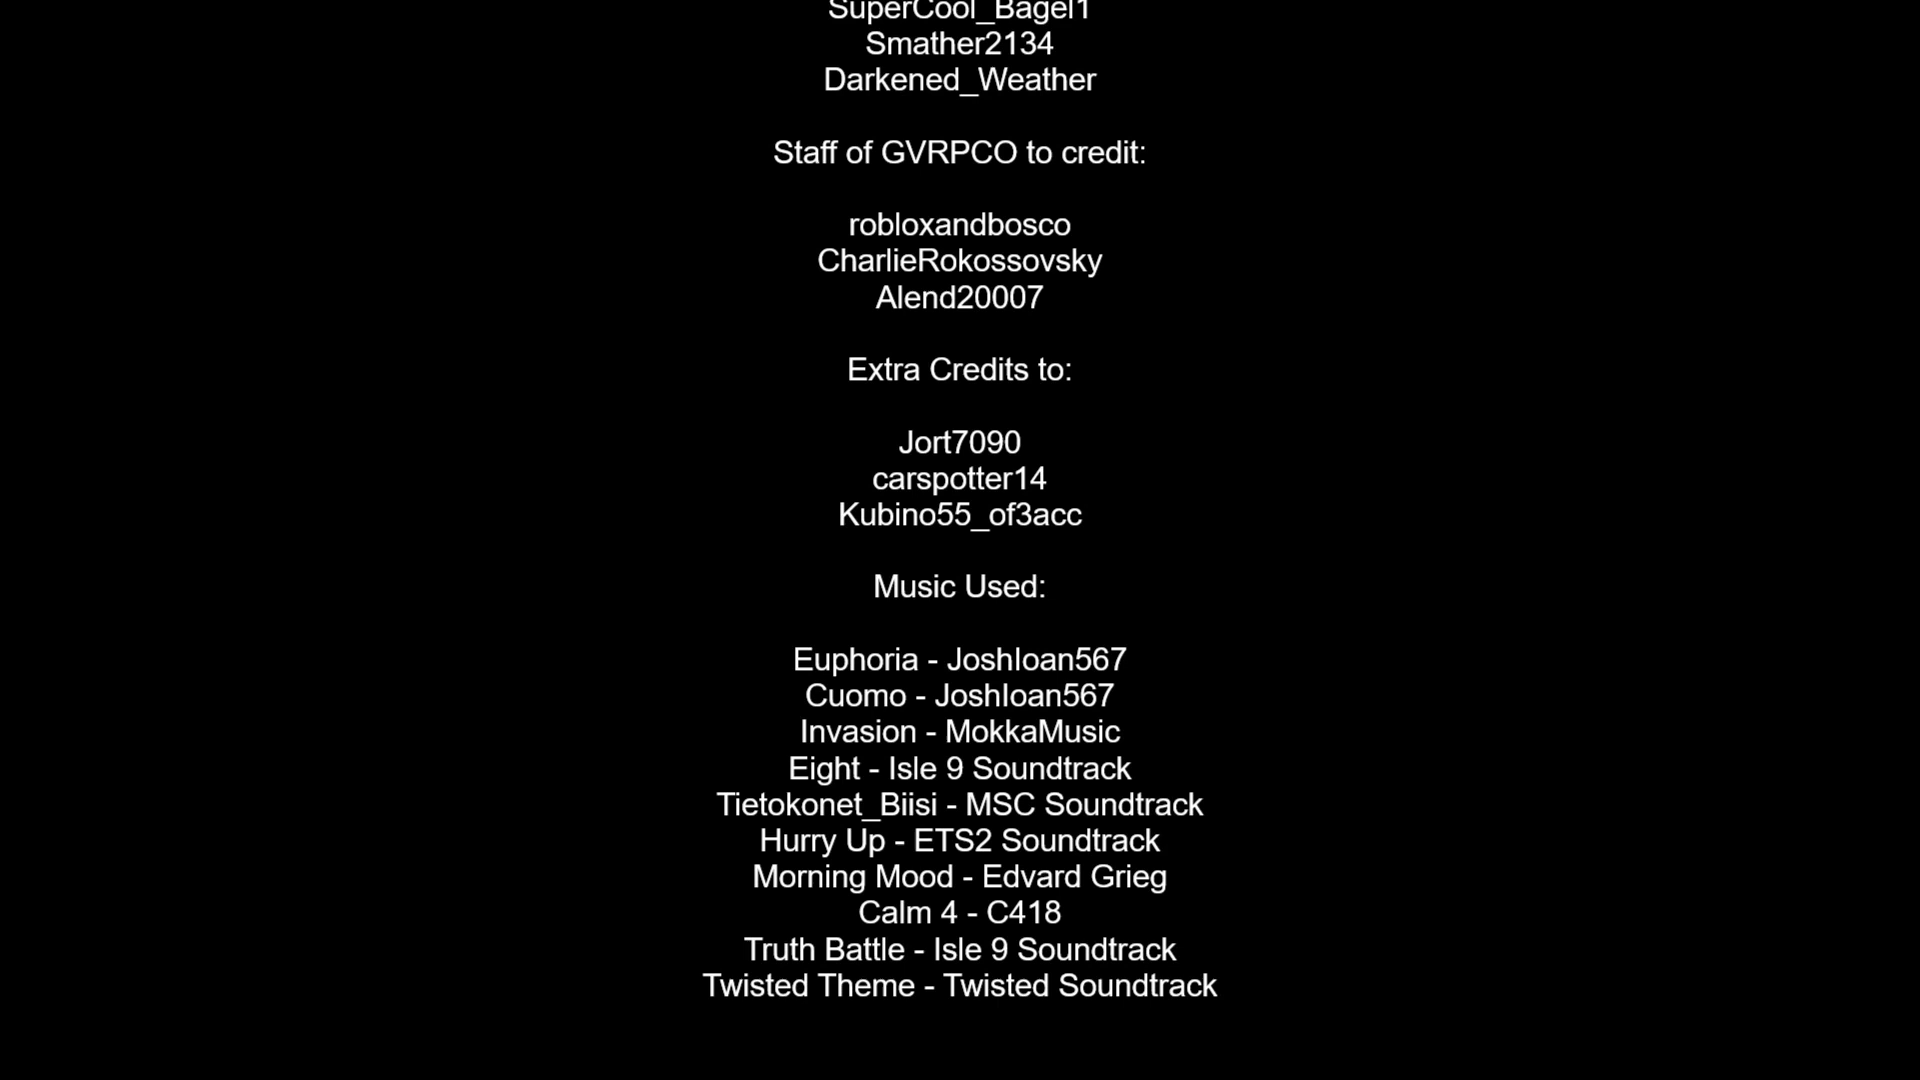 SuperCool_Bagel1
Smather2134
Darkened_Weather
Staff of GVRPCO to credit:
robloxandbosco
CharlieRokossovsky
Alend20007
Extra Credits to:
Jort7090
carspotter14
Kubino55_of3acc
Music Used:
Euphoria - JoshIoan567
Cuomo - JoshIoan567
Invasion - MokkaMusic
Eight - Isle 9 Soundtrack
Tietokonet_Biisi - MSC Soundtrack
Hurry Up - ETS2 Soundtrack
Morning Mood - Edvard Grieg
Calm 4 - C418
Truth Battle - Isle 9 Soundtrack
Twisted Theme - Twisted Soundtrack